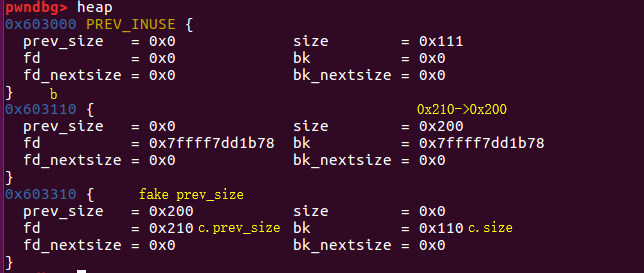 pwndbg> heap
0x603000 PREV_INUSE {
prev_size = 0x0 size = 0x111
fd = 0x0 bk = 0x0
fd_nextsize = 0x0 bk_nextsize = 0x0
} b
0x603110 { 0x210->0x200
prev_size = 0x0 size = 0x200
fd = 0x7ffff7dd1b78 bk = 0x7ffff7dd1b78
fd_nextsize = 0x0 bk_nextsize = 0x0
}
0x603310 { fake prev_size
prev_size = 0x200 size = 0x0
fd = 0x210 c.prev_size bk = 0x110 c.size
fd_nextsize = 0x0 bk_nextsize = 0x0
}